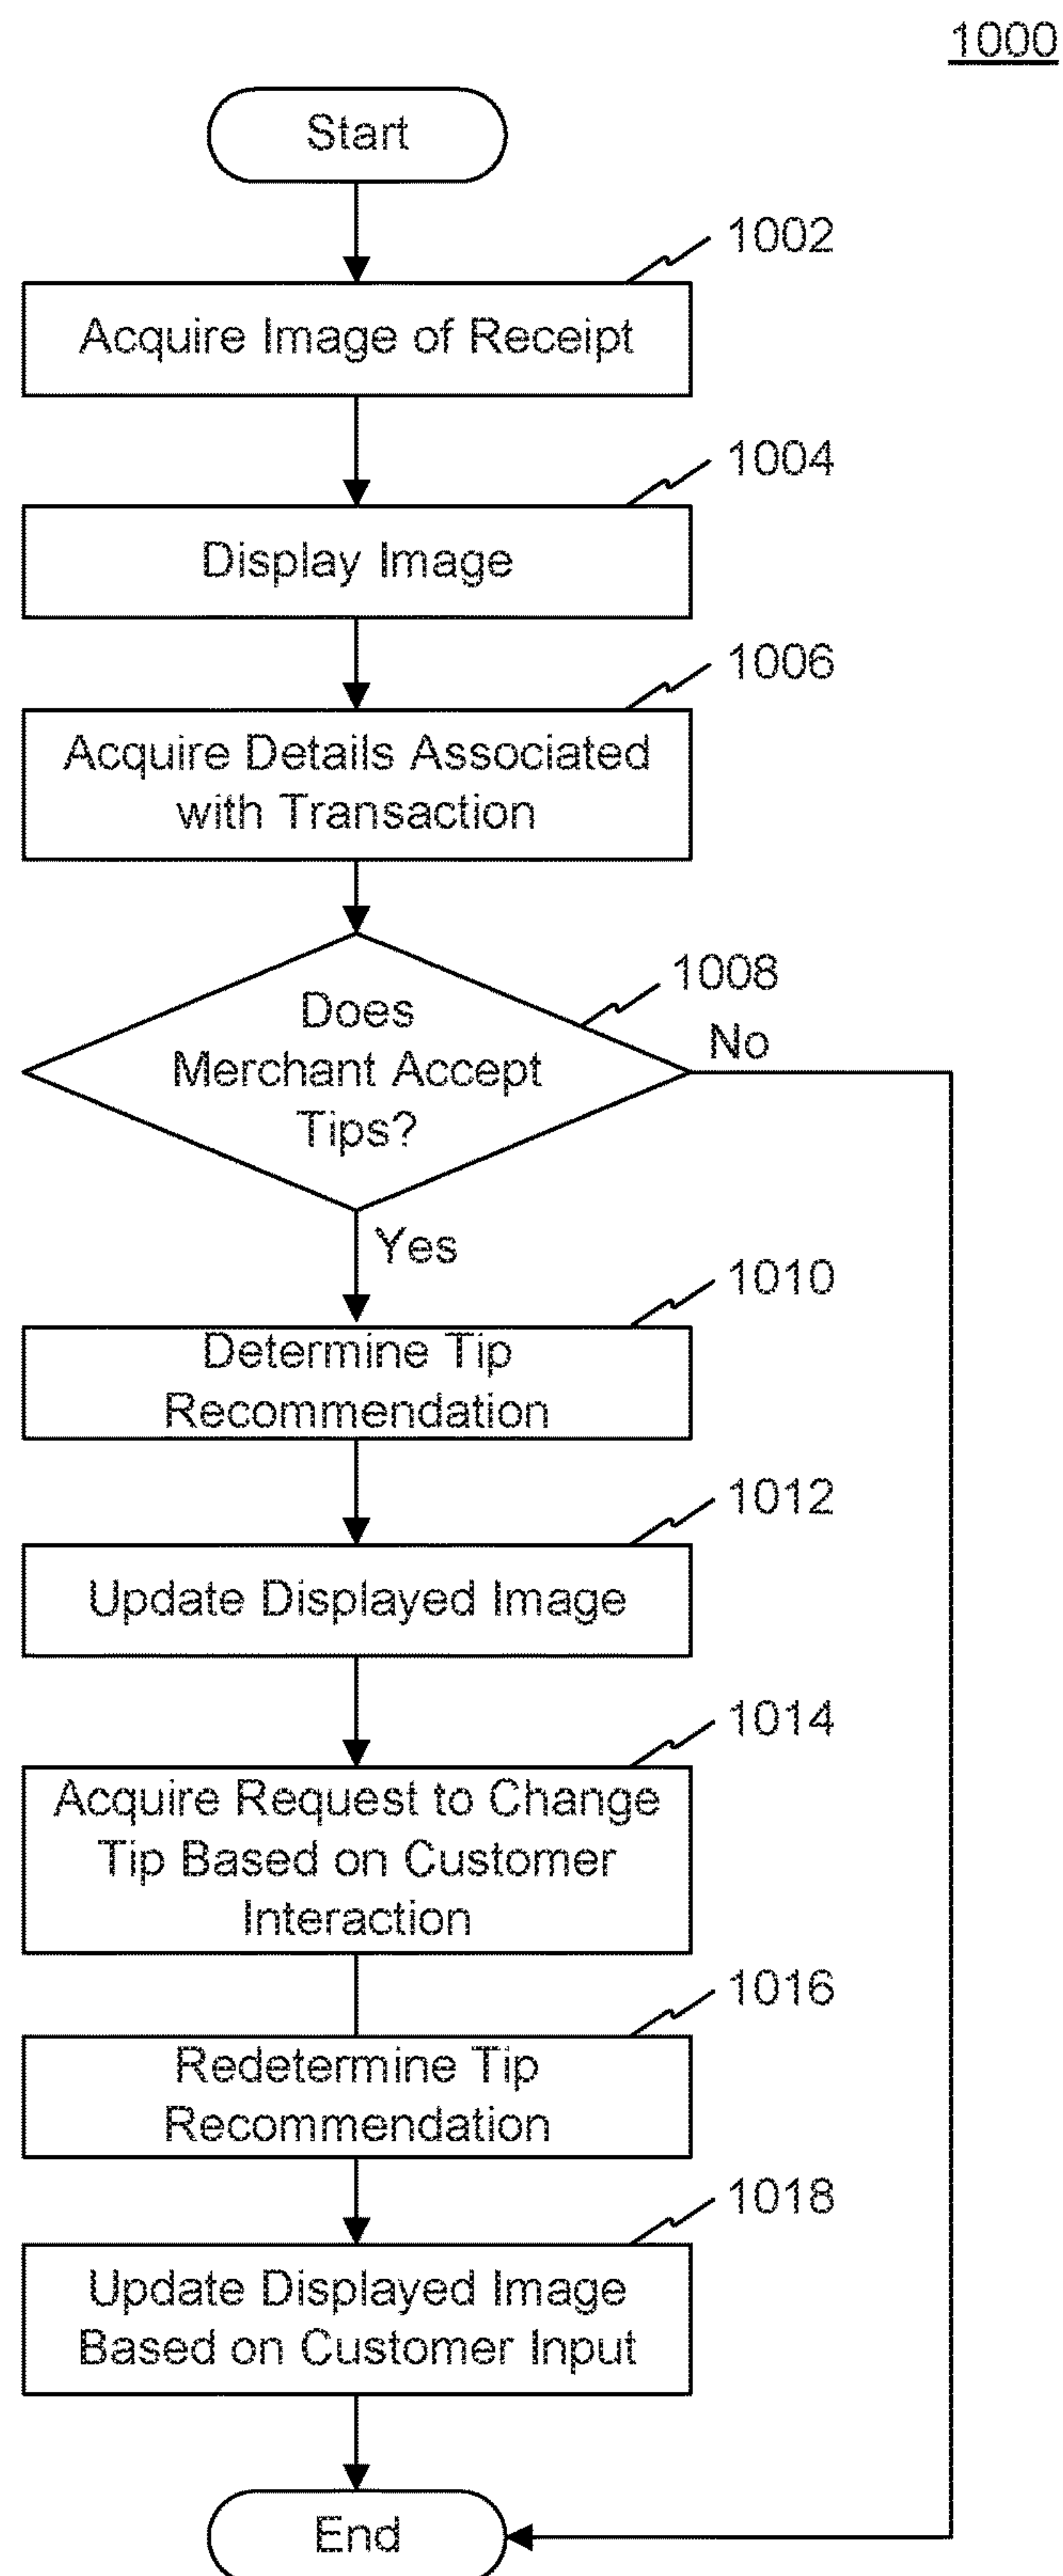 1000
Start
1002
Acquire Image of Receipt
1004
Display Image
1006
Acquire Details Associated
with Transaction
1008
Does
Merchant Accept
Tips?
No
Yes
1010
Determine Tip
Recommendation
1012
Update Displayed Image
1014
Acquire Request to Change
Tip Based on Customer
Interaction
1016
Redetermine Tip
Recommendation
1018
Update Displayed Image
Based on Customer Input
End